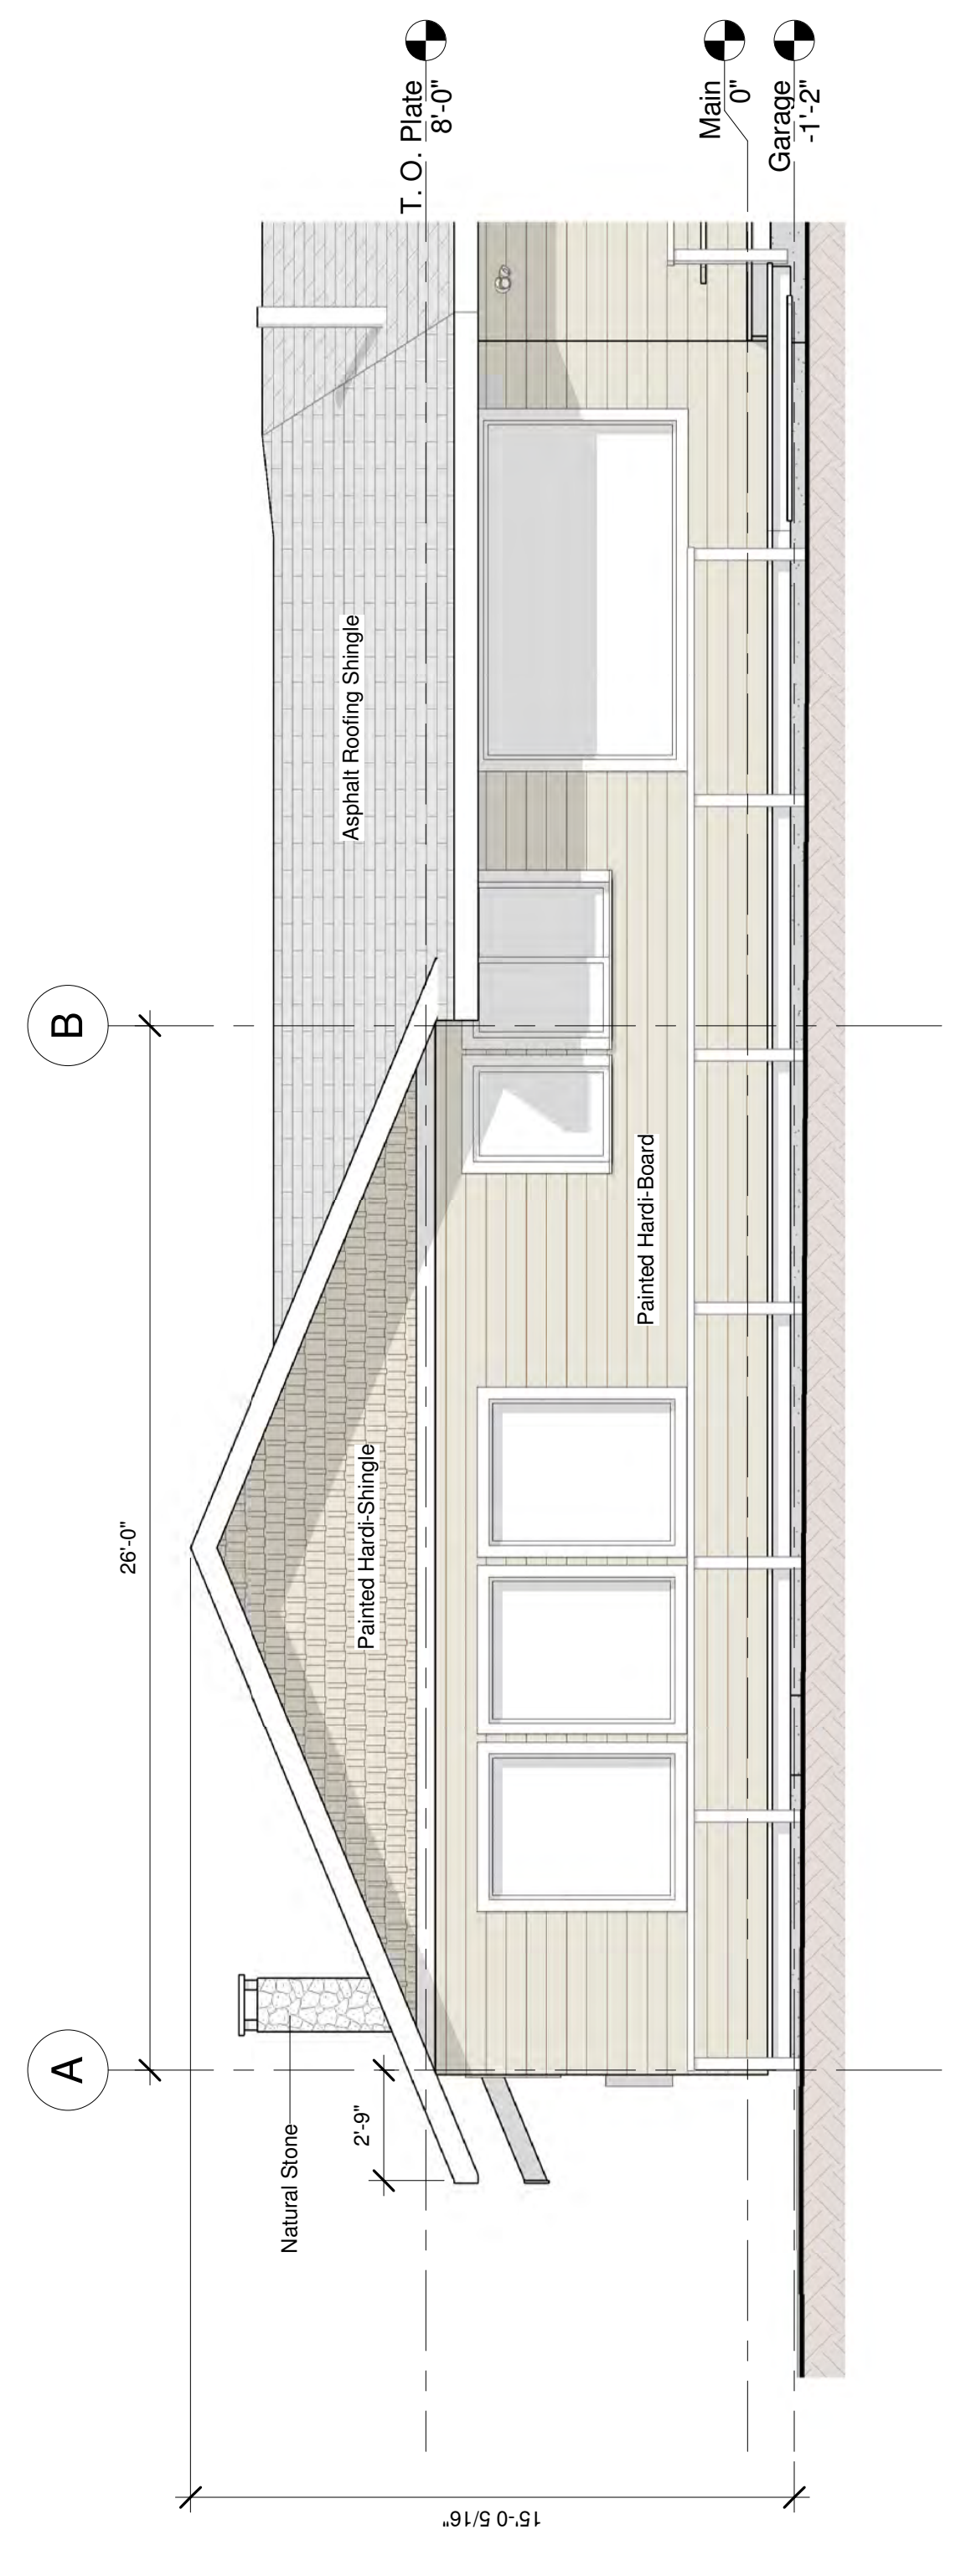 A
B
26'-0"
2'-9"
Natural Stone
Painted Hardi-Shingle
Asphalt Roofing Shingle
Painted Hardi-Board
T. O. Plate
8'-0"
Main
0"
Garage
-1'-2"
15'-0 5/16"